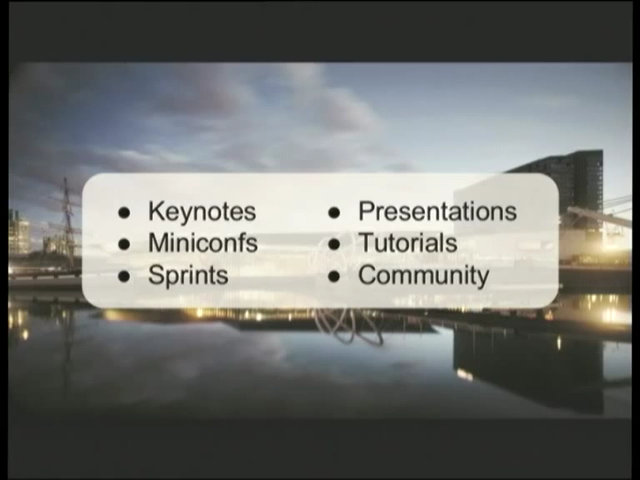 Keynotes
Miniconfs
Sprints
Presentations
Tutorials
Community